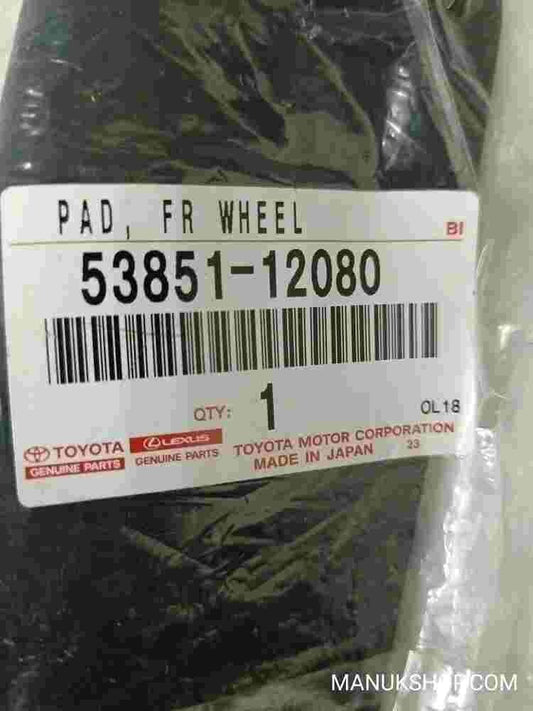 PAD, FR WHEEL
BI
53851-12080
QTY: 1
OL18
TOYOTA
GENUINE PARTS
LEXUS
GENUINE PARTS
TOYOTA MOTOR CORPORATION
MADE IN JAPAN 23
MANUKSHOP.COM